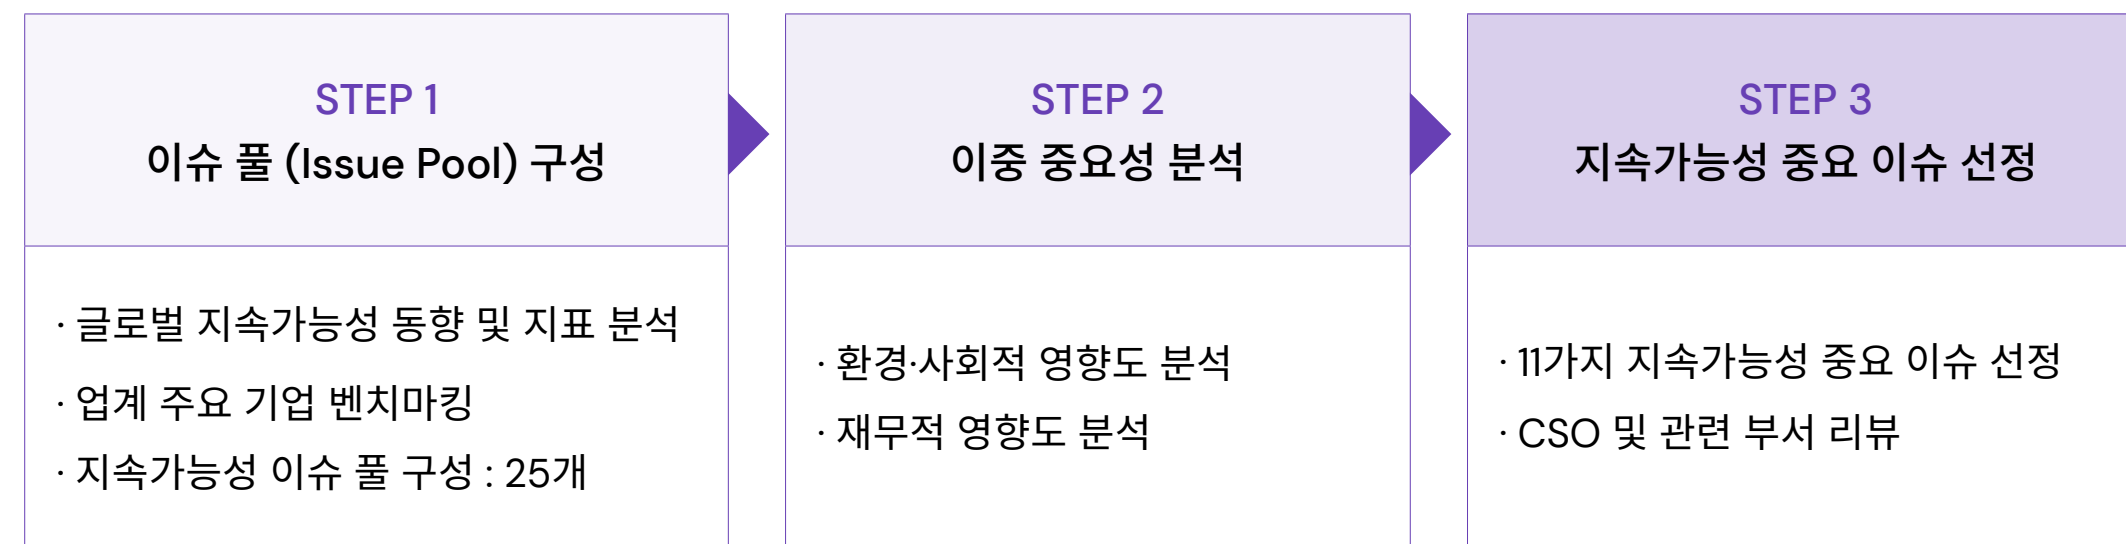 STEP 1
이슈 풀 (Issue Pool) 구성
· 글로벌 지속가능성 동향 및 지표 분석
· 업계 주요 기업 벤치마킹
· 지속가능성 이슈 풀 구성 : 25개
STEP 2
이중 중요성 분석
· 환경·사회적 영향도 분석
· 재무적 영향도 분석
STEP 3
지속가능성 중요 이슈 선정
· 11가지 지속가능성 중요 이슈 선정
· CSO 및 관련 부서 리뷰